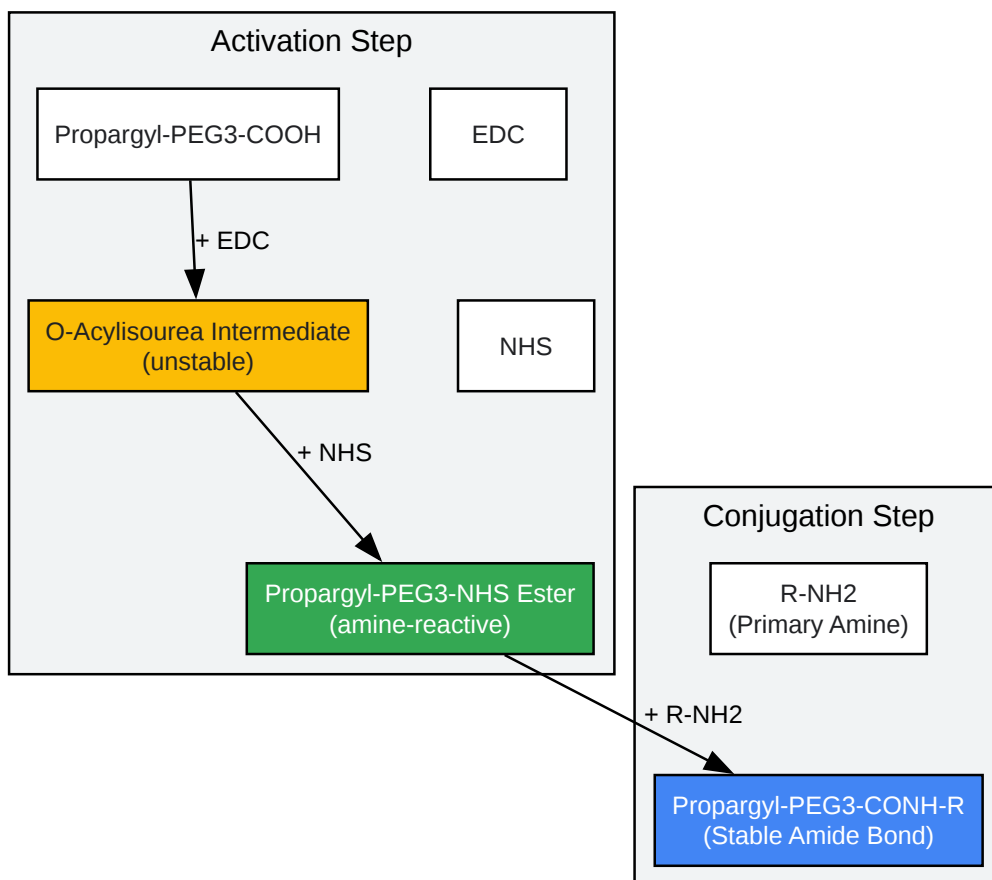 Activation Step
Propargyl-PEG3-COOH
EDC
+ EDC
O-Acylisourea Intermediate
(unstable)
NHS
+ NHS
Propargyl-PEG3-NHS Ester
(amine-reactive)
Conjugation Step
R-NH2
(Primary Amine)
+ R-NH2
Propargyl-PEG3-CONH-R
(Stable Amide Bond)